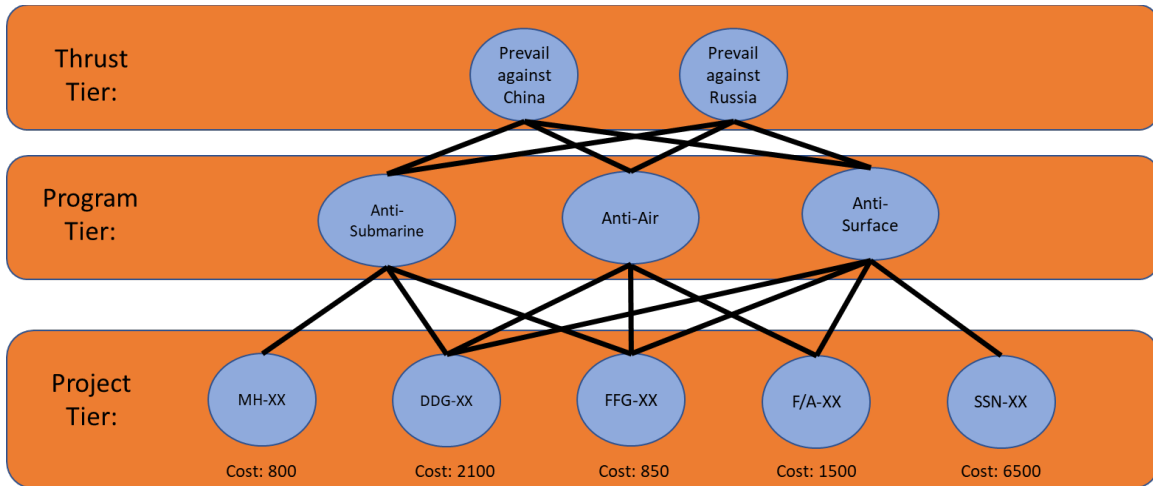 Thrust
Tier:
Prevail
against
China
Prevail
against
Russia
Program
Tier:
Anti-
Submarine
Anti-Air
Anti-
Surface
Project
Tier:
MH-XX
DDG-XX
FFG-XX
F/A-XX
SSN-XX
Cost: 800
Cost: 2100
Cost: 850
Cost: 1500
Cost: 6500